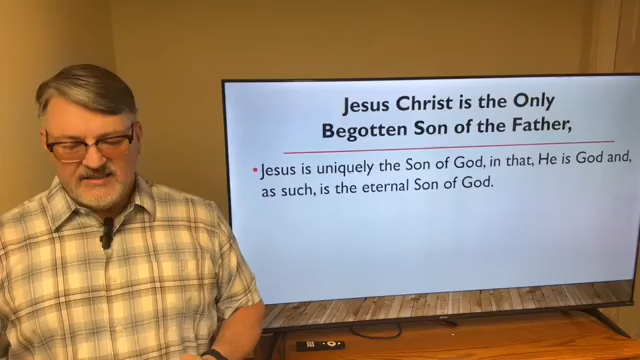 Jesus Christ is the Only
Begotten Son of the Father,
•Jesus is uniquely the Son of God, in that, He is God and,
as such, is the eternal Son of God.